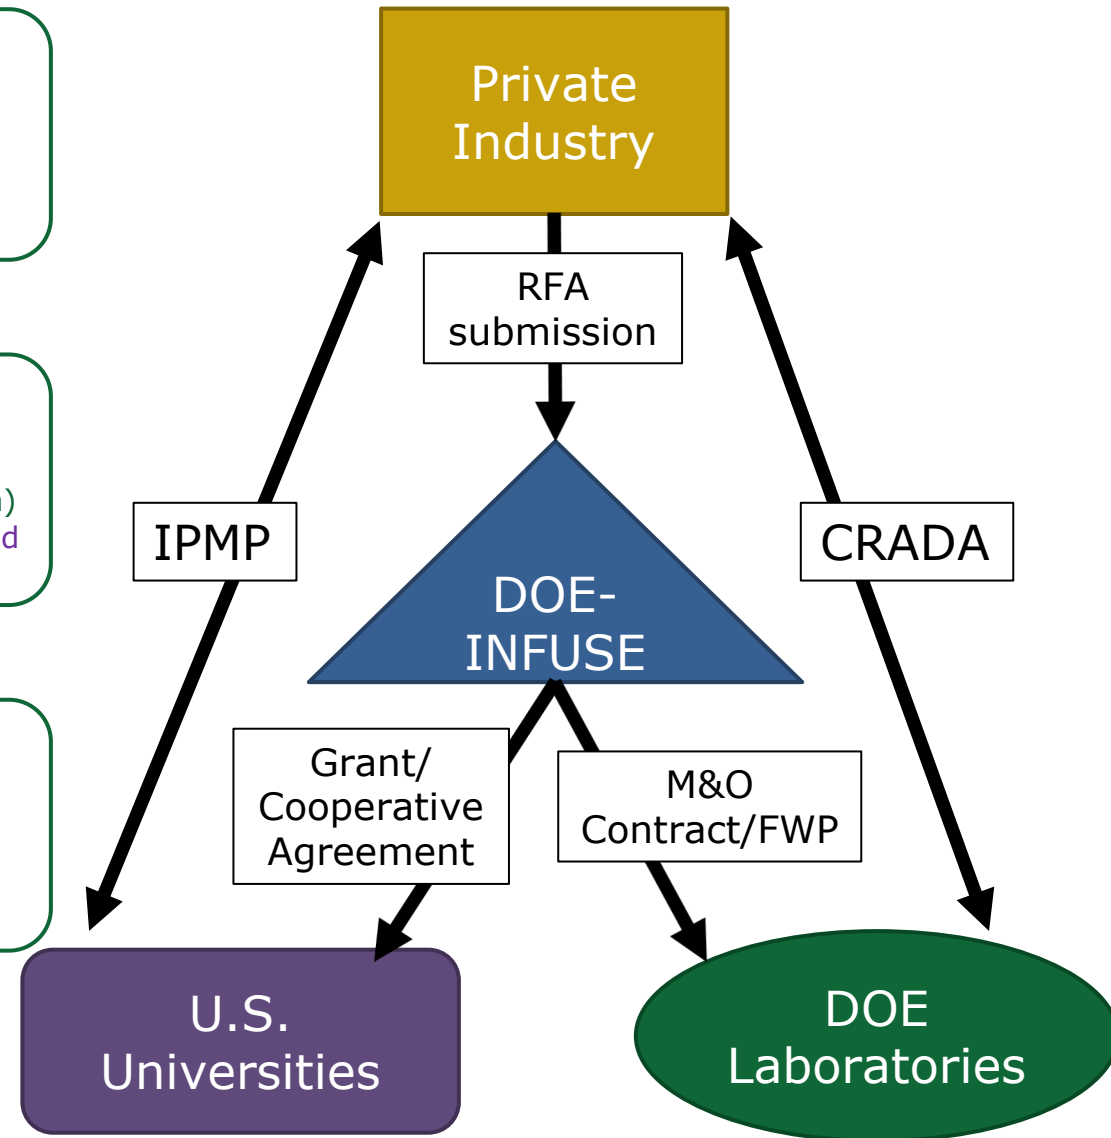 Private
Industry
RFA
submission
)
d
IPMP
CRADA
DOE-
INFUSE
Grant/
Cooperative
Agreement
M&O
Contract/FWP
U.S.
Universities
DOE
Laboratories